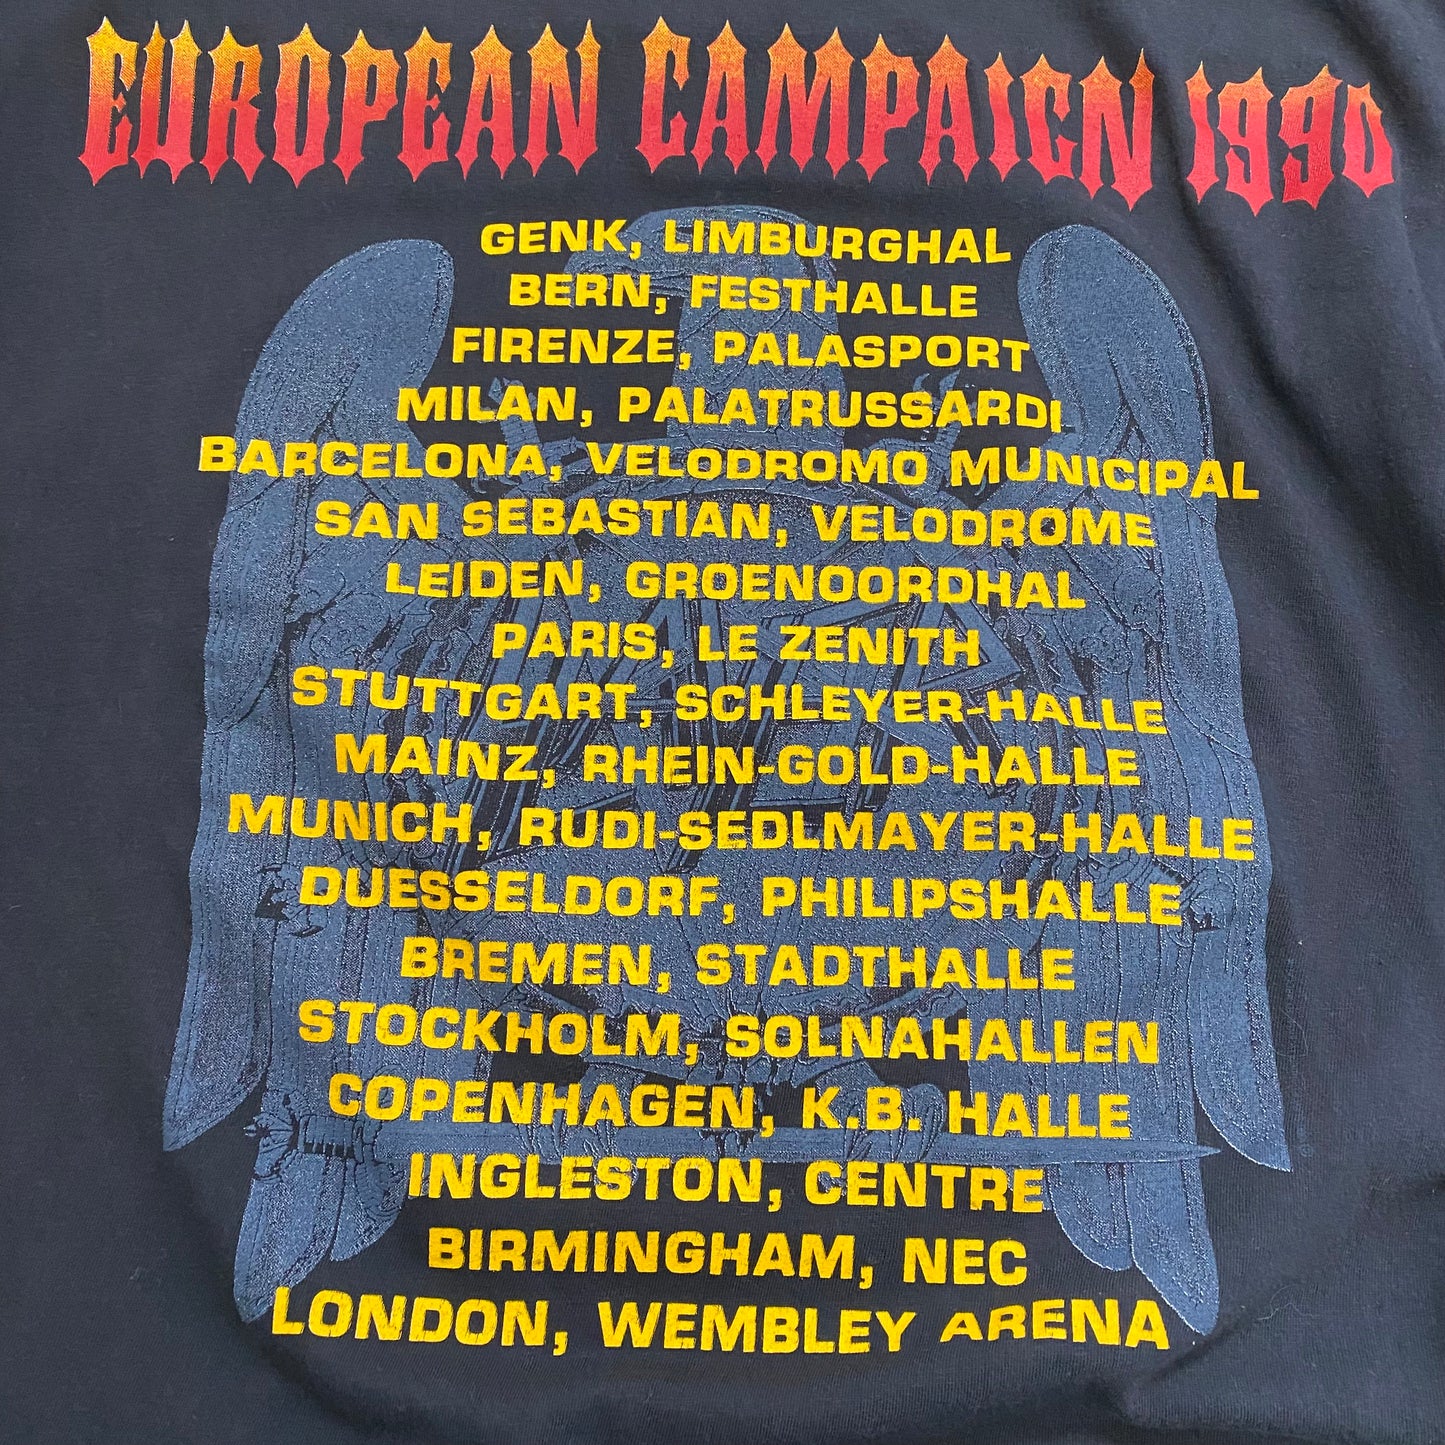 EUROPEAN CAMPAIGN 1990
GENK, LIMBURGHAL
BERN, FESTHALLE
FIRENZE, PALASPORT
MILAN, PALATRUSSARDI
BARCELONA, VELODROMO MUNICIPAL
SAN SEBASTIAN, VELODROME
LEIDEN, GROENOORDHAL
PARIS, LE ZENITH
STUTTGART, SCHLEYER-HALLE
MAINZ, RHEIN-GOLD-HALLE
MUNICH, RUDI-SEDLMAYER-HALLE
DUESSELDORF, PHILIPSHALLE
BREMEN, STADTHALLE
STOCKHOLM, SOLNAHALLEN
COPENHAGEN, K.B. HALLE
INGLESTON, CENTRE
BIRMINGHAM, NEC
LONDON, WEMBLEY ARENA